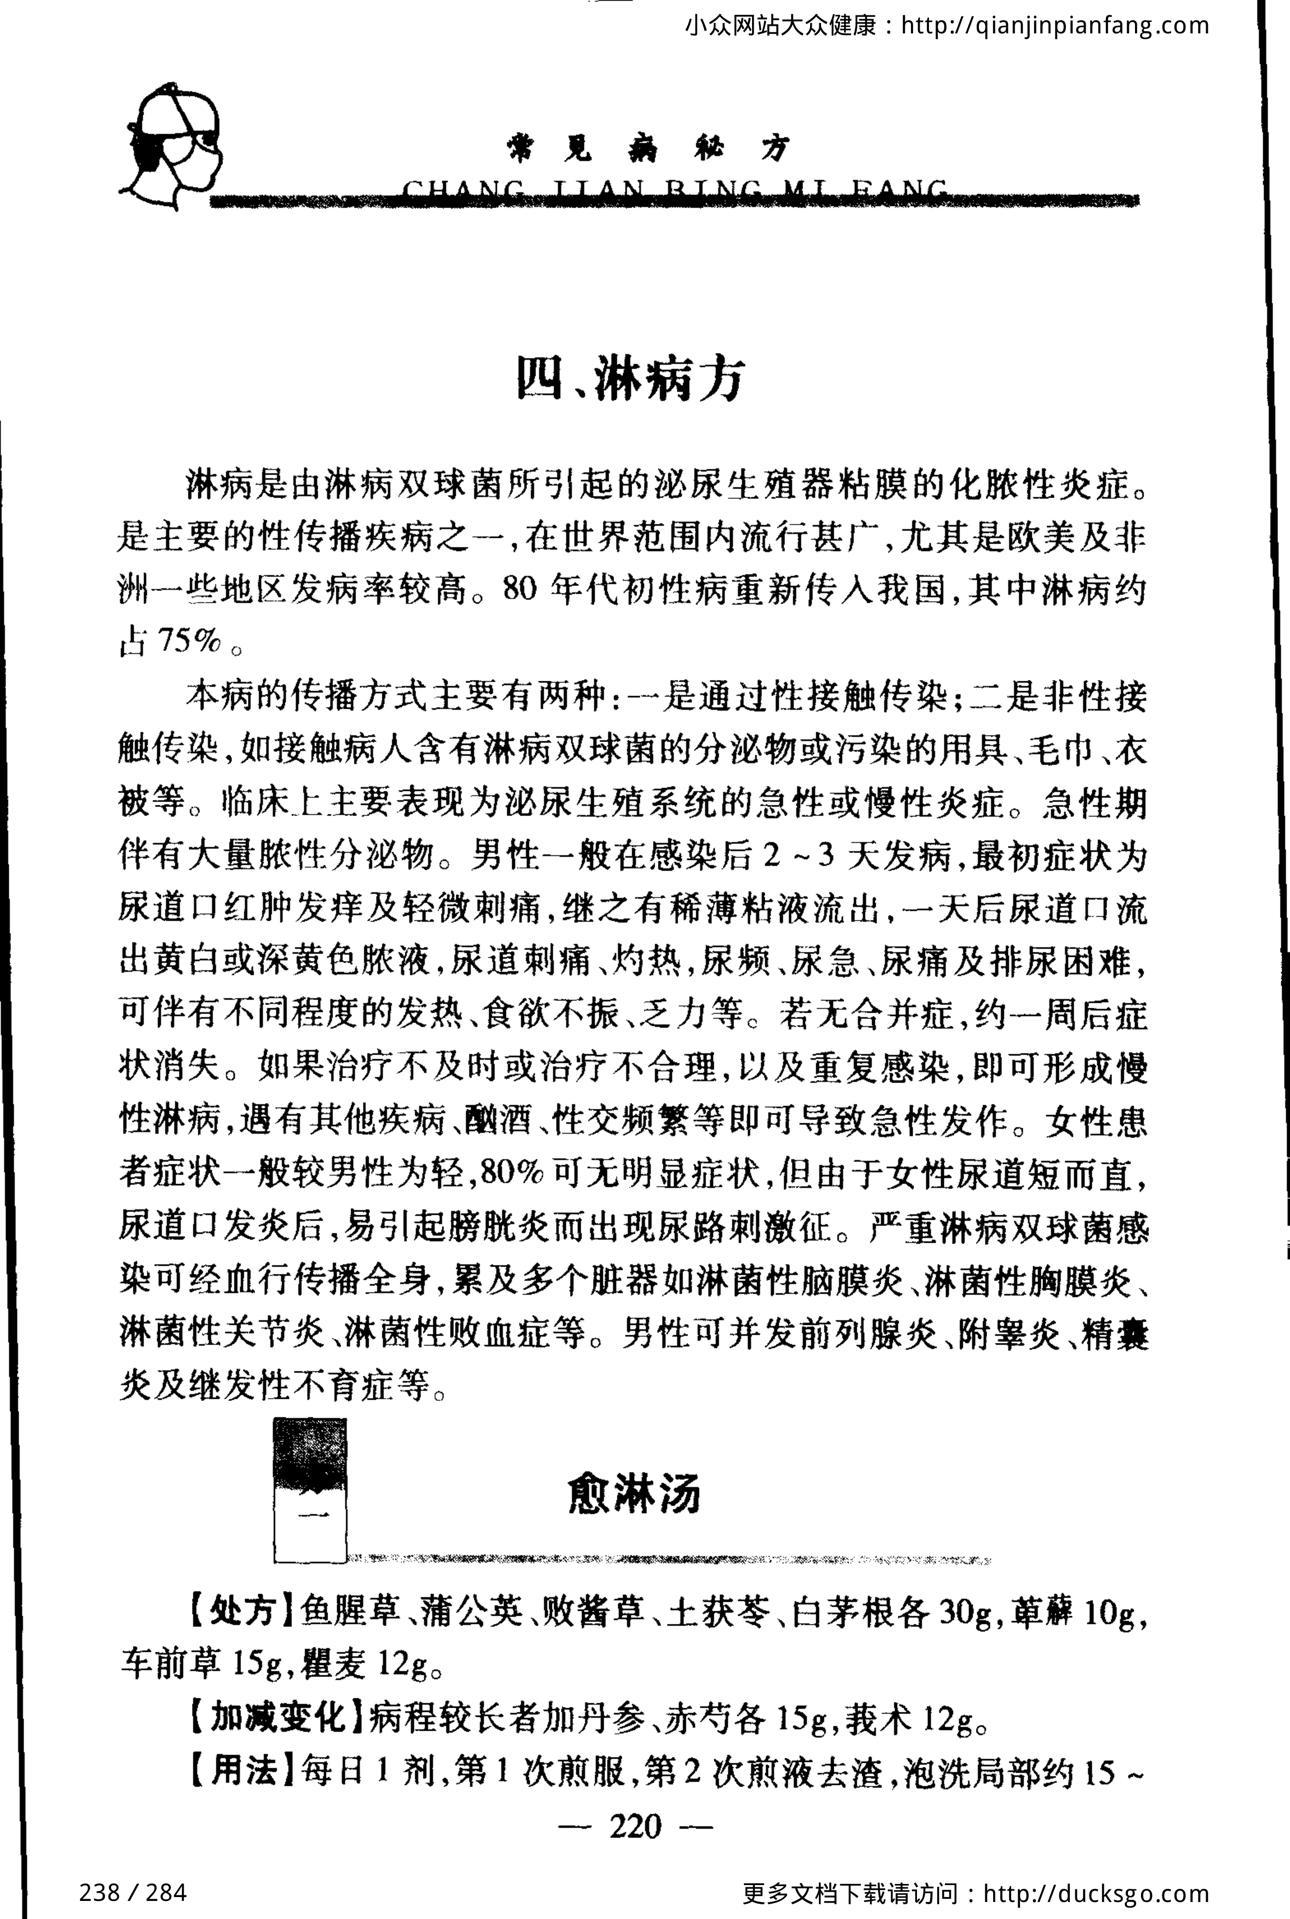 小众网站大众健康：http://qianjinpianfang.com
常见病秘方
CHANG JIAN BING MI FANG
四、淋病方
淋病是由淋病双球菌所引起的泌尿生殖器粘膜的化脓性炎症。
是主要的性传播疾病之一,在世界范围内流行甚广,尤其是欧美及非
洲一些地区发病率较高。80 年代初性病重新传入我国,其中淋病约
占 75%。
本病的传播方式主要有两种:一是通过性接触传染;二是非性接
触传染,如接触病人含有淋病双球菌的分泌物或污染的用具、毛巾、衣
被等。临床上主要表现为泌尿生殖系统的急性或慢性炎症。急性期
伴有大量脓性分泌物。男性一般在感染后 2 ~ 3 天发病,最初症状为
尿道口红肿发痒及轻微刺痛,继之有稀薄粘液流出,一天后尿道口流
出黄白或深黄色脓液,尿道刺痛、灼热,尿频、尿急、尿痛及排尿困难,
可伴有不同程度的发热、食欲不振、乏力等。若无合并症,约一周后症
状消失。如果治疗不及时或治疗不合理,以及重复感染,即可形成慢
性淋病,遇有其他疾病、酗酒、性交频繁等即可导致急性发作。女性患
者症状一般较男性为轻,80%可无明显症状,但由于女性尿道短而直,
尿道口发炎后,易引起膀胱炎而出现尿路刺激征。严重淋病双球菌感
染可经血行传播全身,累及多个脏器如淋菌性脑膜炎、淋菌性胸膜炎、
淋菌性关节炎、淋菌性败血症等。男性可并发前列腺炎、附睾炎、精囊
炎及继发性不育症等。
一
愈淋汤
【处方】鱼腥草、蒲公英、败酱草、土茯苓、白茅根各 30g,萆薢 10g,
车前草 15g,瞿麦 12g。
【加减变化】病程较长者加丹参、赤芍各 15g,莪术 12g。
【用法】每日 1 剂,第 1 次煎服,第 2 次煎液去渣,泡洗局部约 15 ~
— 220 —
238 / 284
更多文档下载请访问：http://ducksgo.com